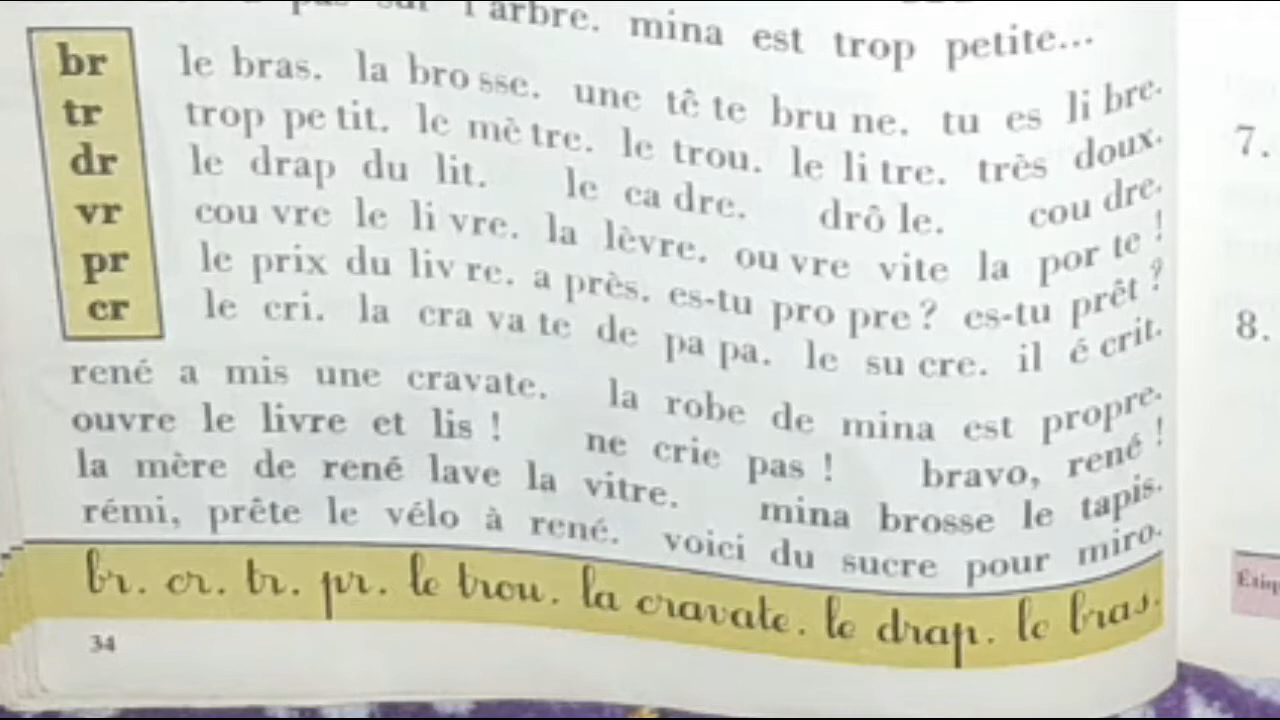 pas sur l'arbre. mina est trop petite...
br le bras. la bro sse. une tê te bru ne. tu es li bre.
tr trop pe tit. le mè tre. le trou. le li tre. très doux.
dr le drap du lit. le ca dre. drô le. cou dre.
vr cou vre le li vre. la lèvre. ou vre vite la por te !
pr le prix du liv re. a près. es-tu pro pre ? es-tu prêt ?
cr le cri. la cra va te de pa pa. le su cre. il é crit.
rené a mis une cravate. la robe de mina est propre.
ouvre le livre et lis ! ne crie pas ! bravo, rené !
la mère de rené lave la vitre. mina brosse le tapis.
rémi, prête le vélo à rené. voici du sucre pour miro.
br. cr. tr. pr. le trou. la cravate. le drap. le bras.
34
7.
8.